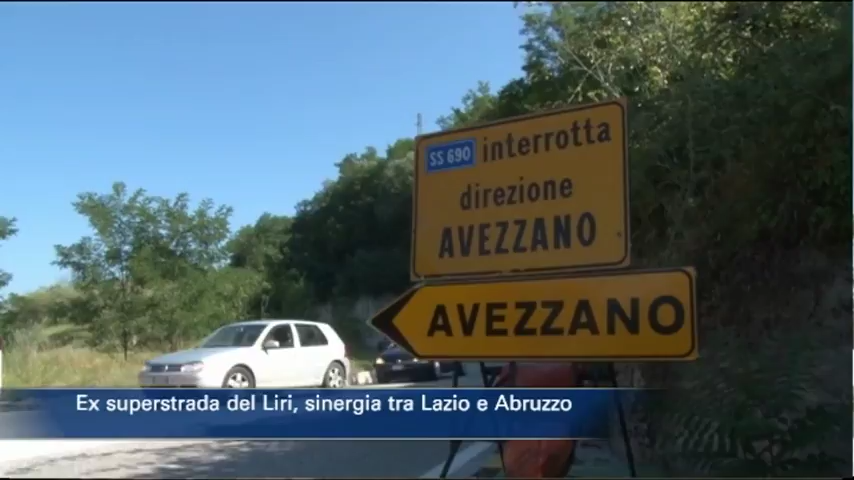 SS 690 interrotta
direzione
AVEZZANO
AVEZZANO
Ex superstrada del Liri, sinergia tra Lazio e Abruzzo